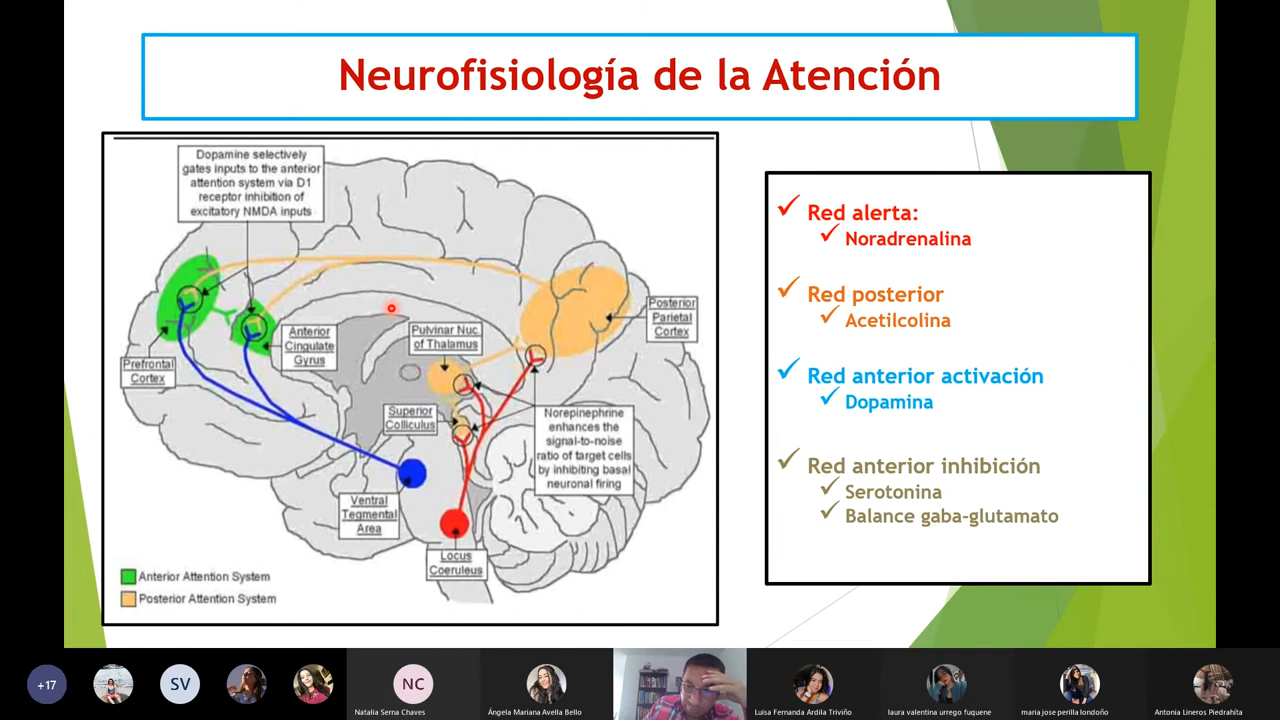 Neurofisiología de la Atención
Dopamine selectively
gates inputs to the anterior
attention system via D1
receptor inhibition of
excitatory NMDA inputs
Prefrontal
Cortex
Anterior
Cingulate
Gyrus
Pulvinar Nuc.
of Thalamus
Posterior
Parietal
Cortex
Superior
Colliculus
Norepinephrine
enhances the
signal-to-noise
ratio of target cells
by inhibiting basal
neuronal firing
Ventral
Tegmental
Area
Locus
Coeruleus
Anterior Attention System
Posterior Attention System
Red alerta:
Noradrenalina
Red posterior
Acetilcolina
Red anterior activación
Dopamina
Red anterior inhibición
Serotonina
Balance gaba-glutamato
+17
SV
NC
Natalia Serna Chaves
Ángela Mariana Avella Bello
Luisa Fernanda Ardila Triviño
laura valentina urrego fuquene
maria jose perilla londoño
Antonia Lineros Piedrahíta